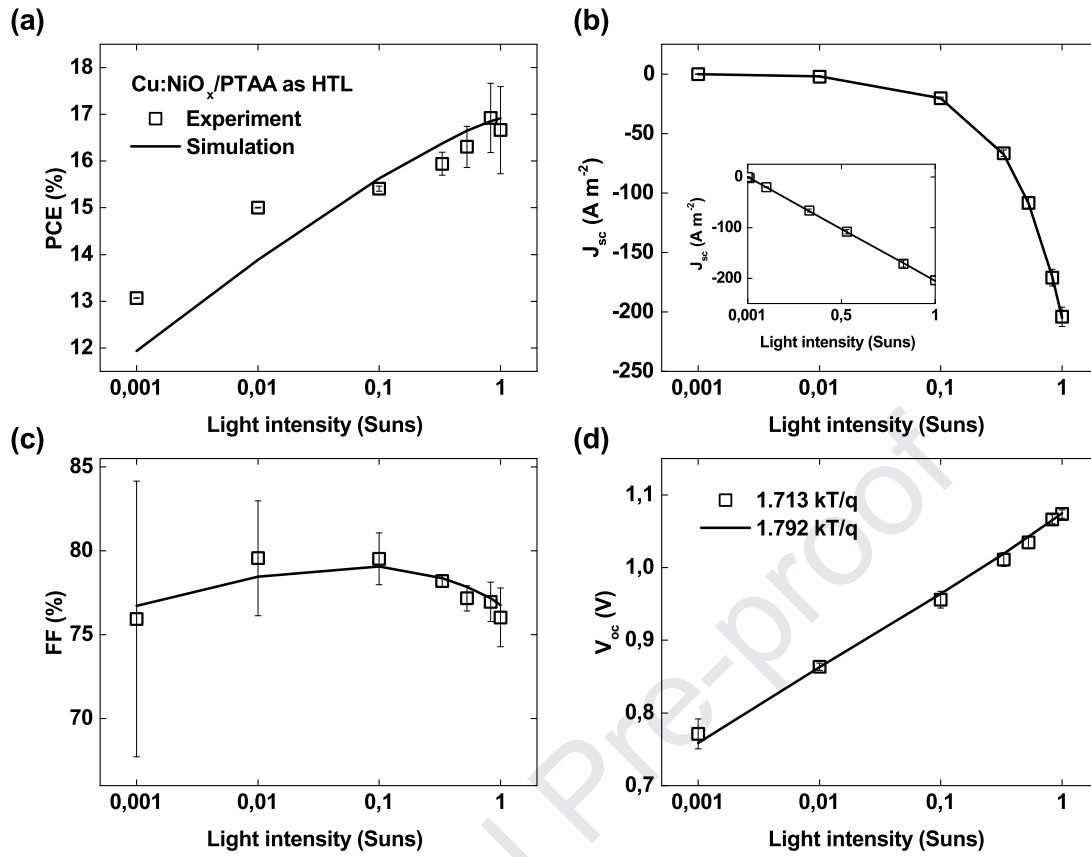 (a)
18
17
16
15
14
13
12
PCE (%)
Cu:NiOx/PTAA as HTL
Experiment
Simulation
0,001 0,01 0,1 1
Light intensity (Suns)
(b)
0
-50
-100
-150
-200
-250
Jsc (A m-2)
0
-100
-200
Jsc (A m-2)
0,001 0,5 1
Light intensity (Suns)
0,001 0,01 0,1 1
Light intensity (Suns)
(c)
85
80
75
70
FF (%)
0,001 0,01 0,1 1
Light intensity (Suns)
(d)
1,1
1,0
0,9
0,8
0,7
Voc (V)
1.713 kT/q
1.792 kT/q
0,001 0,01 0,1 1
Light intensity (Suns)
Pre-proof